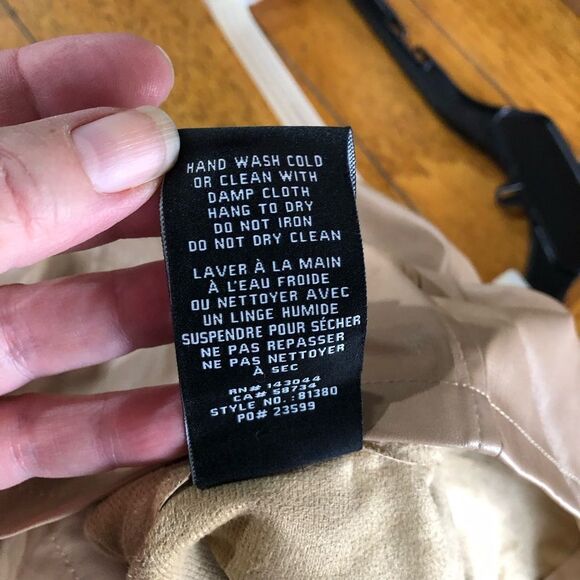 HAND WASH COLD
OR CLEAN WITH
DAMP CLOTH
HANG TO DRY
DO NOT IRON
DO NOT DRY CLEAN
LAVER À LA MAIN
À L'EAU FROIDE
OU NETTOYER AVEC
UN LINGE HUMIDE
SUSPENDRE POUR SÉCHER
NE PAS REPASSER
NE PAS NETTOYER
À SEC
RN# 143044
CA# 58734
STYLE NO.: 81380
PO# 23599